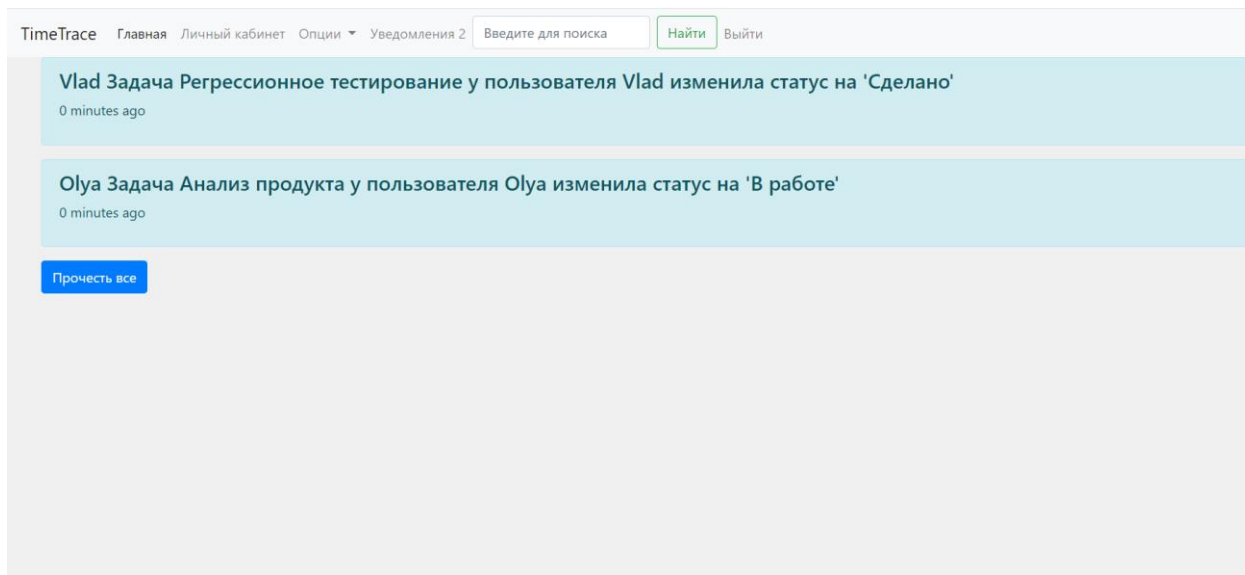 TimeTrace Главная Личный кабинет Опции Уведомления 2 Введите для поиска Найти Выйти
Vlad Задача Регрессионное тестирование у пользователя Vlad изменила статус на 'Сделано'
0 minutes ago
Olya Задача Анализ продукта у пользователя Olya изменила статус на 'В работе'
0 minutes ago
Прочесть все